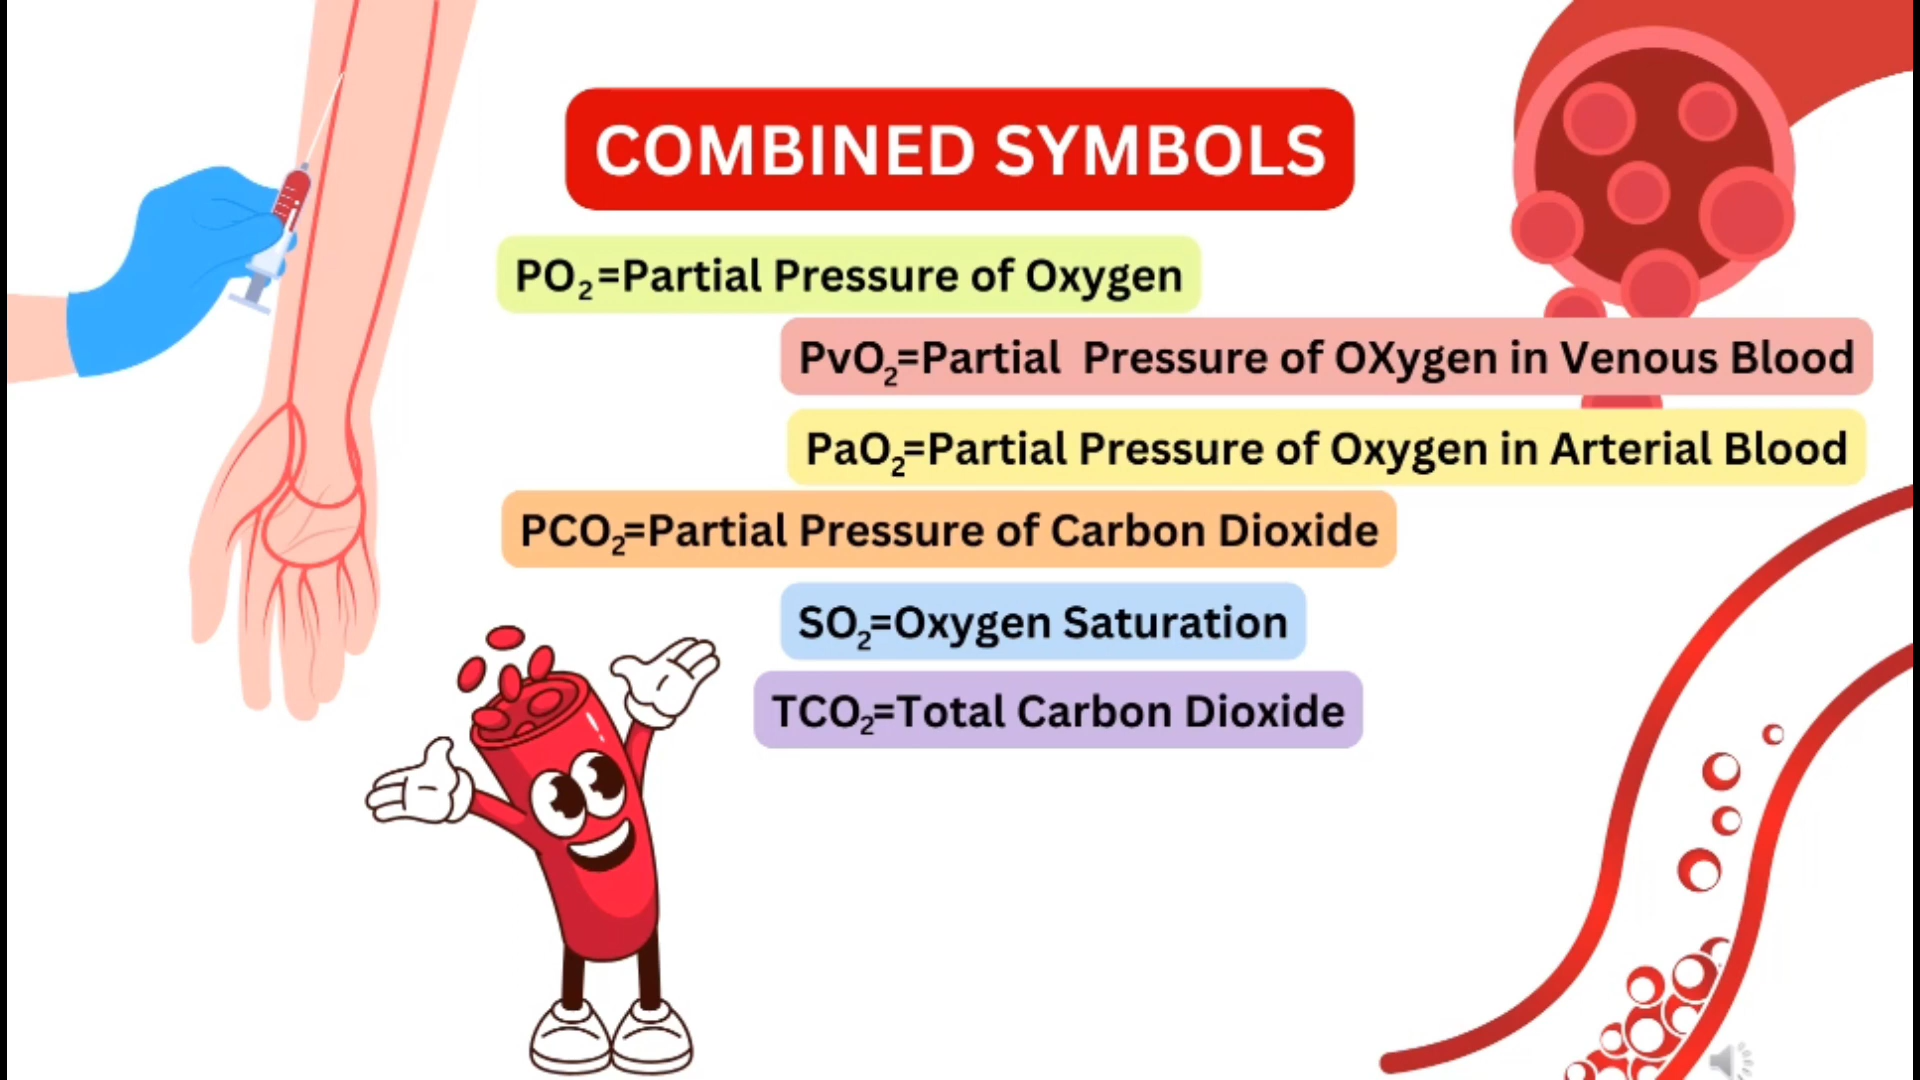 COMBINED SYMBOLS
PO₂=Partial Pressure of Oxygen
PvO₂=Partial Pressure of OXygen in Venous Blood
PaO₂=Partial Pressure of Oxygen in Arterial Blood
PCO₂=Partial Pressure of Carbon Dioxide
SO₂=Oxygen Saturation
TCO₂=Total Carbon Dioxide